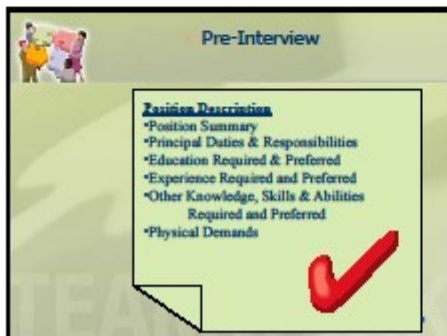 Pre-Interview
Position Description
•Position Summary
•Principal Duties & Responsibilities
•Education Required & Preferred
•Experience Required and Preferred
•Other Knowledge, Skills & Abilities
Required and Preferred
•Physical Demands
TEAM